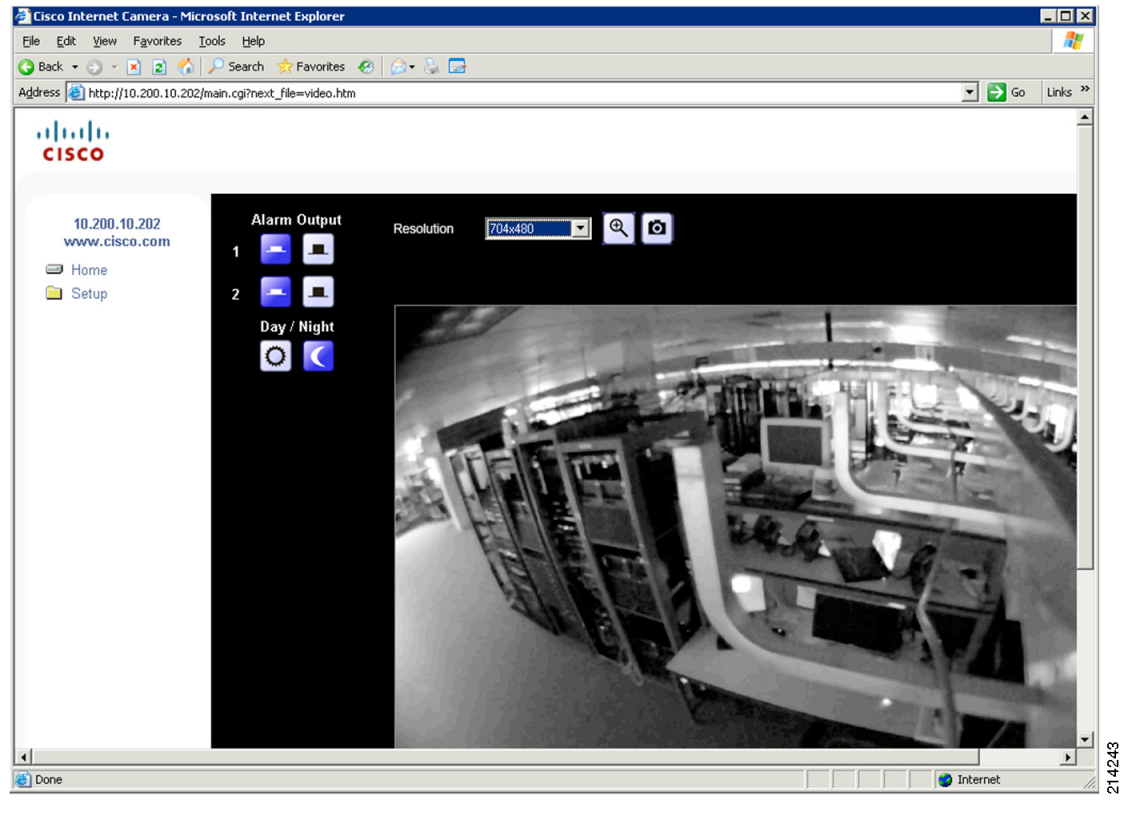 Cisco Internet Camera - Microsoft Internet Explorer
File Edit View Favorites Tools Help
Back Search Favorites
Address http://10.200.10.202/main.cgi?next_file=video.htm Go Links »
CISCO
10.200.10.202
www.cisco.com
Home
Setup
Alarm Output
1
2
Day / Night
Resolution 704x480
Done Internet
214243